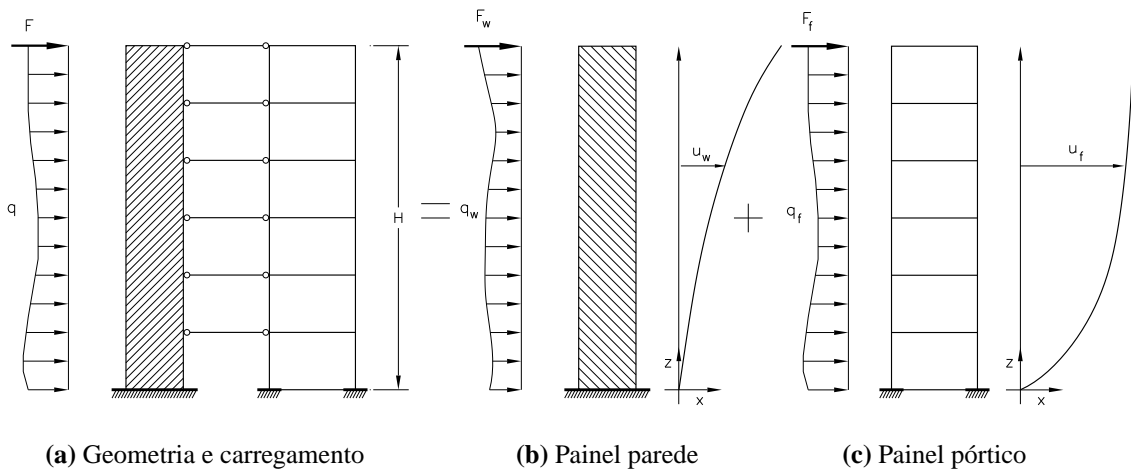 F
q
H
F_w
q_w
u_w
z
x
F_f
q_f
u_f
z
x
(a) Geometria e carregamento
(b) Painel parede
(c) Painel pórtico